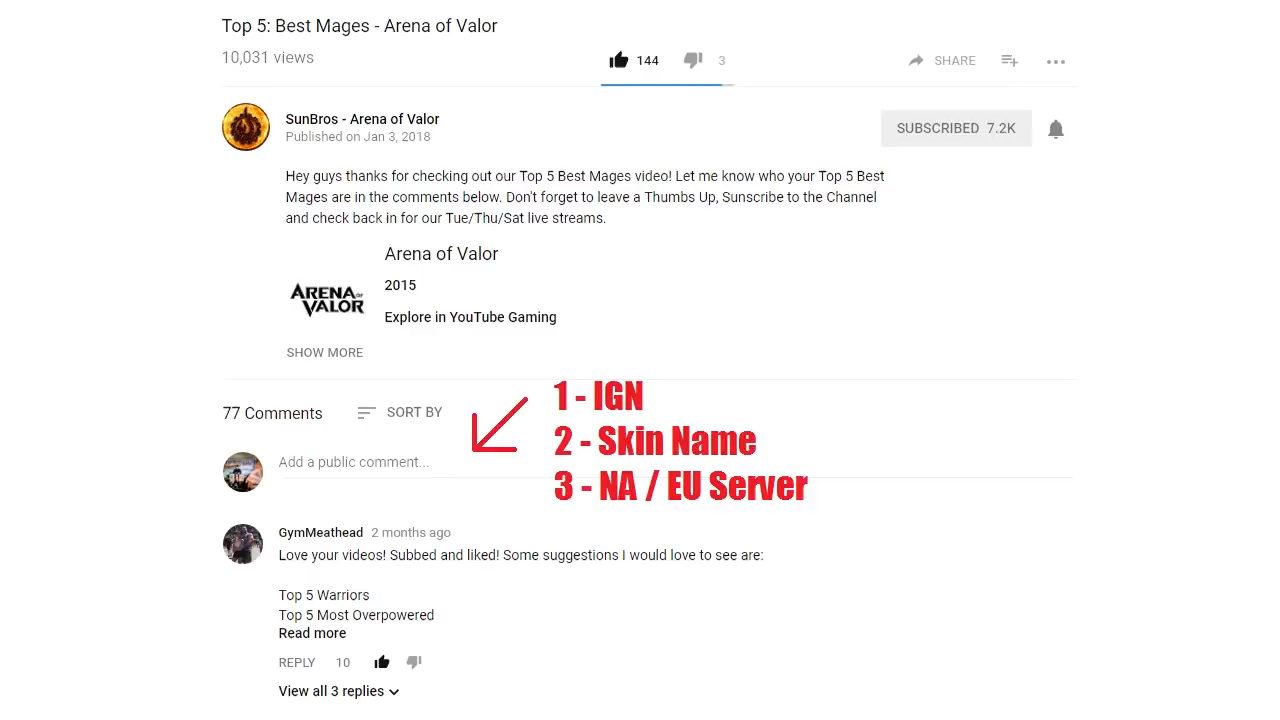 Top 5: Best Mages - Arena of Valor
10,031 views
144
3
SHARE
SunBros - Arena of Valor
Published on Jan 3, 2018
SUBSCRIBED 7.2K
Hey guys thanks for checking out our Top 5 Best Mages video! Let me know who your Top 5 Best
Mages are in the comments below. Don't forget to leave a Thumbs Up, Sunscribe to the Channel
and check back in for our Tue/Thu/Sat live streams.
Arena of Valor
2015
Explore in YouTube Gaming
ARENA OF
VALOR
SHOW MORE
77 Comments
SORT BY
1 - IGN
2 - Skin Name
3 - NA / EU Server
Add a public comment...
GymMeathead 2 months ago
Love your videos! Subbed and liked! Some suggestions I would love to see are:
Top 5 Warriors
Top 5 Most Overpowered
Read more
REPLY 10
View all 3 replies